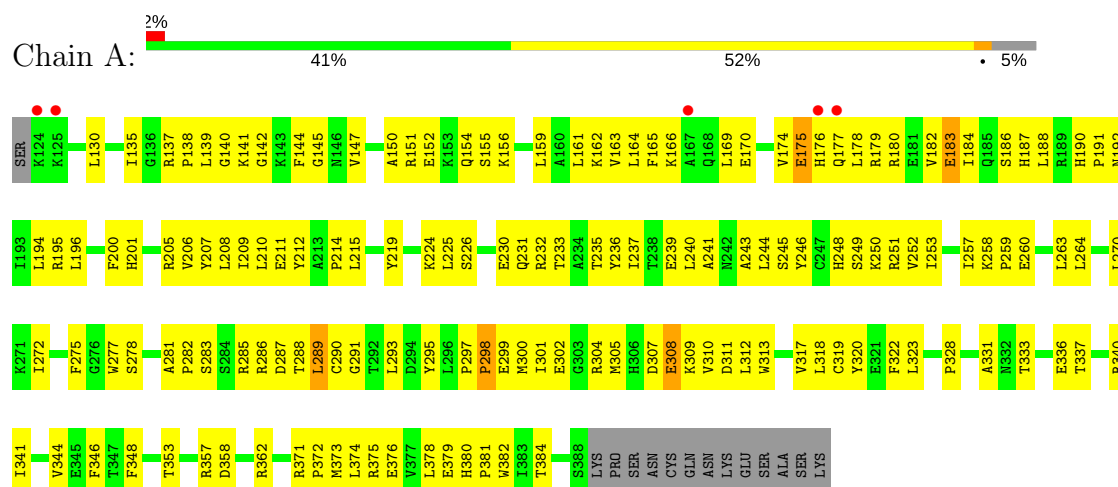 2%
Chain A:
41% 52% • 5%
SER K124 K125 L130 I135 G136 R137 P138 L139 G140 K141 G142 K143 F144 G145 N146 V147 A150 R151 E152 K153 Q154 S155 K156 L159 A160 L161 K162 V163 L164 F165 K166 A167 Q168 L169 E170 V174 E175 H176 Q177 L178 R179 R180 E181 V182 E183 I184 Q185 S186 H187 L188 R189 H190 P191 N192
I193 L194 R195 L196 F200 H201 R205 V206 Y207 L208 I209 L210 E211 Y212 A213 P214 L215 Y219 K224 L225 S226 E230 Q231 R232 T233 A234 T235 Y236 I237 T238 E239 L240 A241 N242 A243 L244 S245 Y246 C247 H248 S249 K250 R251 V252 I253 I257 K258 P259 E260 L263 L264 L270
K271 I272 F275 G276 W277 S278 A281 P282 S283 S284 R285 R286 D287 T288 L289 C290 G291 T292 L293 D294 Y295 L296 P297 P298 E299 M300 I301 E302 G303 R304 M305 H306 D307 E308 K309 V310 D311 L312 W313 V317 L318 C319 Y320 E321 F322 L323 P328 A331 N332 T333 E336 T337 R340
I341 V344 E345 F346 T347 F348 T353 R357 D358 R362 R371 P372 M373 L374 R375 E376 V377 L378 E379 H380 P381 W382 I383 T384 S388 LYS PRO SER ASN CYS GLN ASN LYS GLU SER ALA SER LYS